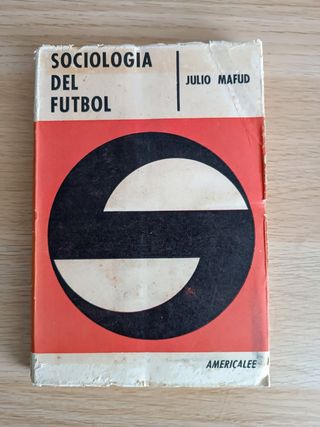 SOCIOLOGIA
DEL
FUTBOL
JULIO MAFUD
AMERICALEE